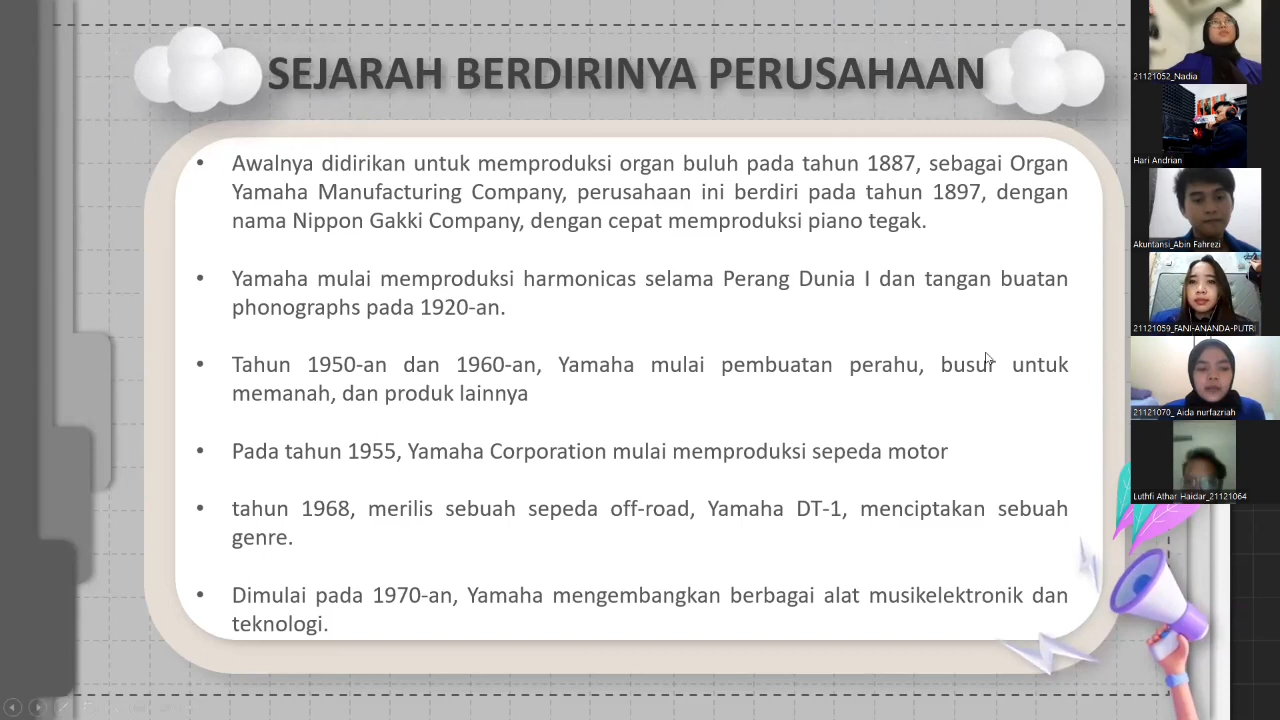 SEJARAH BERDIRINYA PERUSAHAAN
• Awalnya didirikan untuk memproduksi organ buluh pada tahun 1887, sebagai Organ
Yamaha Manufacturing Company, perusahaan ini berdiri pada tahun 1897, dengan
nama Nippon Gakki Company, dengan cepat memproduksi piano tegak.
• Yamaha mulai memproduksi harmonicas selama Perang Dunia I dan tangan buatan
phonographs pada 1920-an.
• Tahun 1950-an dan 1960-an, Yamaha mulai pembuatan perahu, busur untuk
memanah, dan produk lainnya
• Pada tahun 1955, Yamaha Corporation mulai memproduksi sepeda motor
• tahun 1968, merilis sebuah sepeda off-road, Yamaha DT-1, menciptakan sebuah
genre.
• Dimulai pada 1970-an, Yamaha mengembangkan berbagai alat musikelektronik dan
teknologi.
21121052_Nadia
Hari Andrian
Akuntansi_Abin Fahrezi
21121059_FANI-ANANDA-PUTRI
21121070_ Aida nurfazriah
Luthfi Athar Haidar_21121064